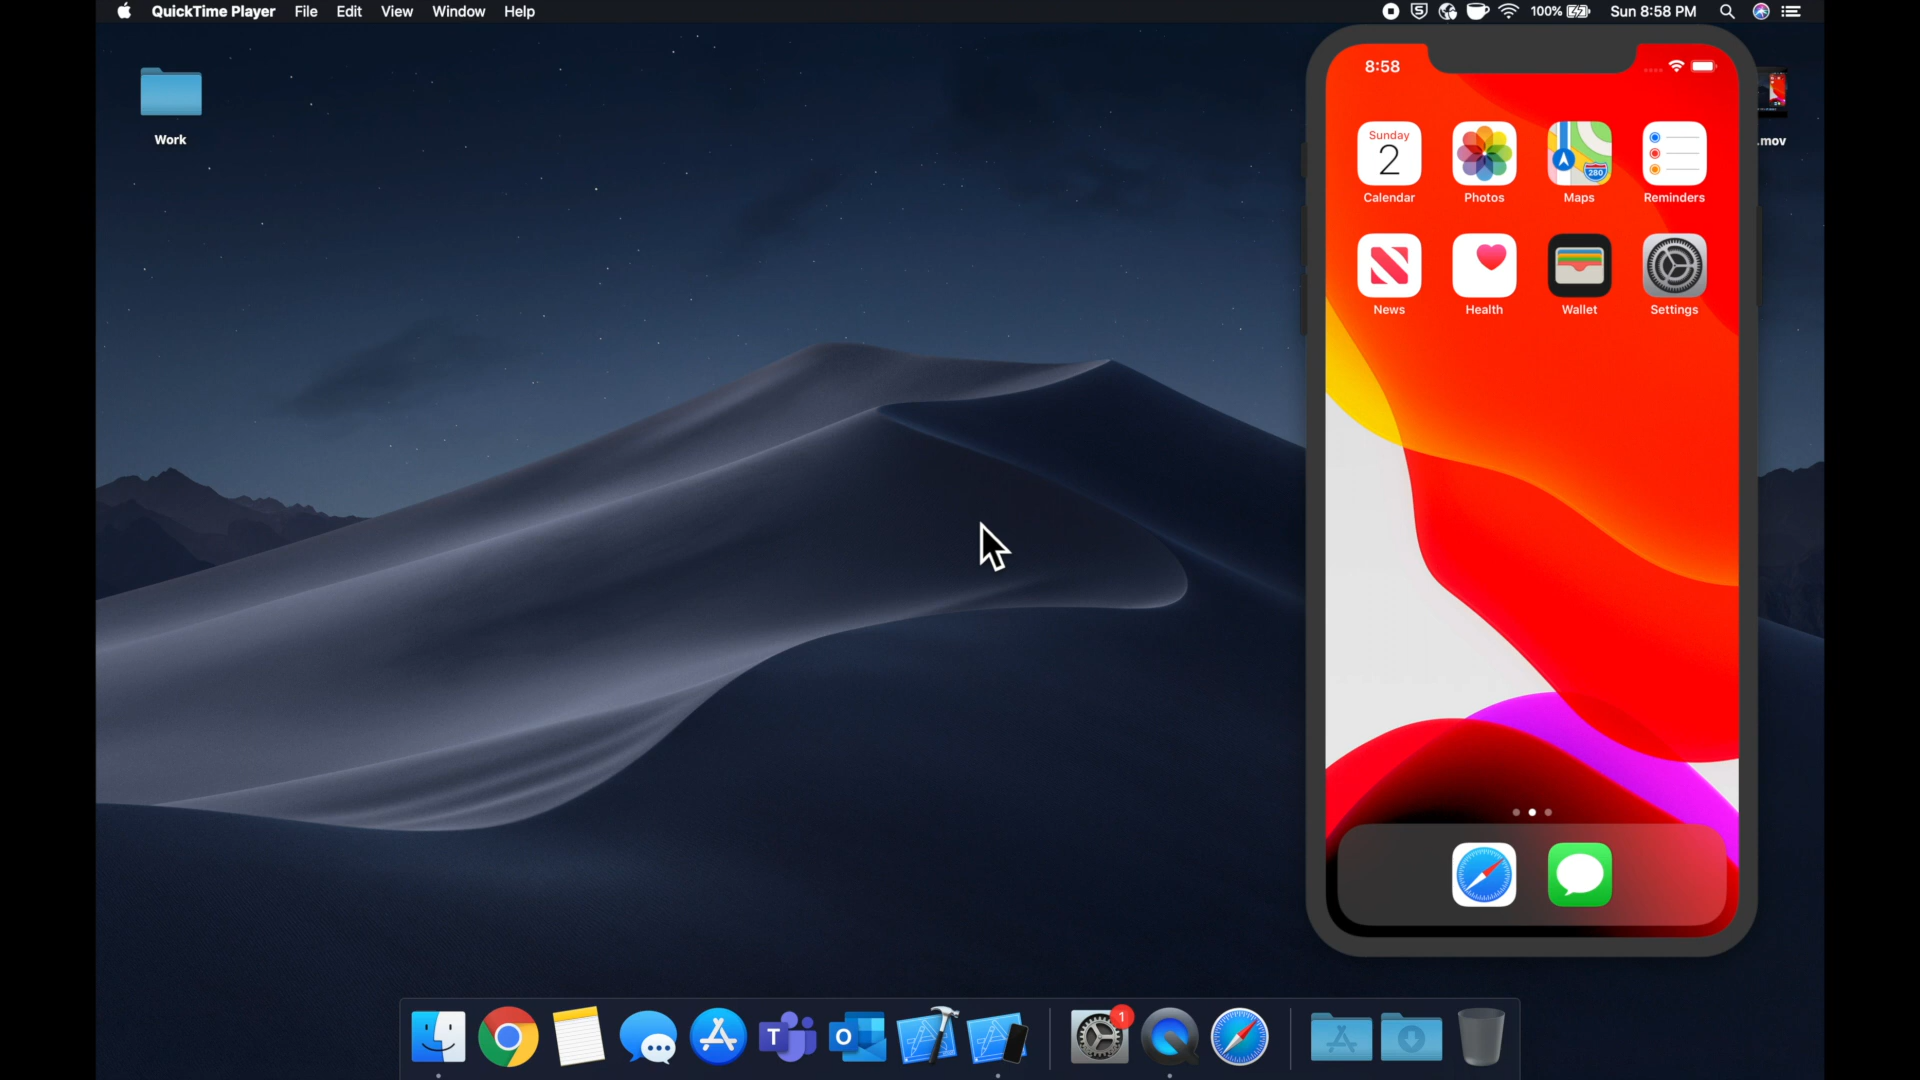 QuickTime Player File Edit View Window Help
100% Sun 8:58 PM
Work
.mov
8:58
Sunday
2
280
Calendar Photos Maps Reminders
News Health Wallet Settings
T
O
1